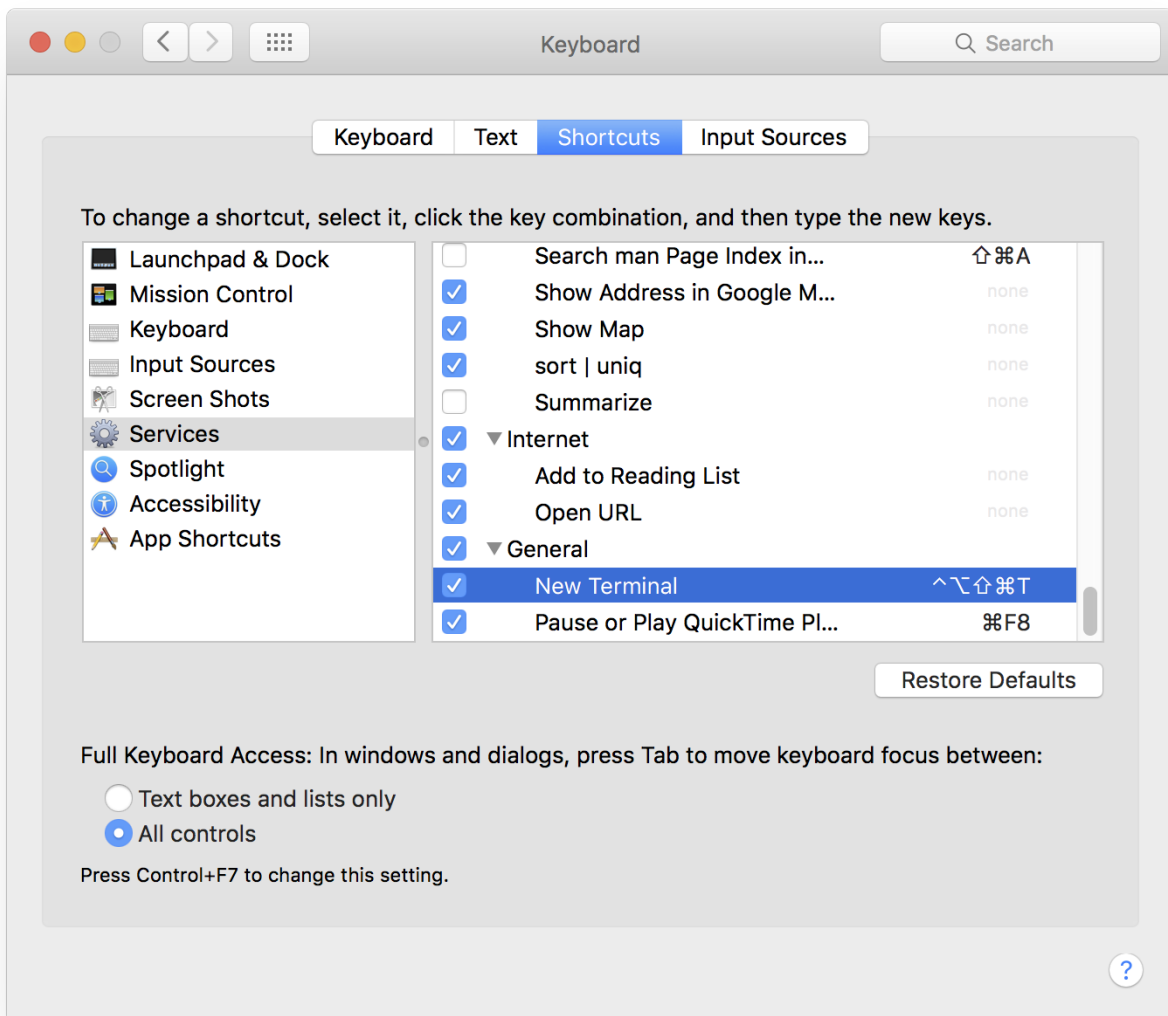 Keyboard
Search
Keyboard Text Shortcuts Input Sources
To change a shortcut, select it, click the key combination, and then type the new keys.
Launchpad & Dock
Mission Control
Keyboard
Input Sources
Screen Shots
Services
Spotlight
Accessibility
App Shortcuts
Search man Page Index in... ⇧⌘A
Show Address in Google M... none
Show Map none
sort | uniq none
Summarize none
Internet
Add to Reading List none
Open URL none
General
New Terminal ^⌥⇧⌘T
Pause or Play QuickTime Pl... ⌘F8
Restore Defaults
Full Keyboard Access: In windows and dialogs, press Tab to move keyboard focus between:
Text boxes and lists only
All controls
Press Control+F7 to change this setting.
?